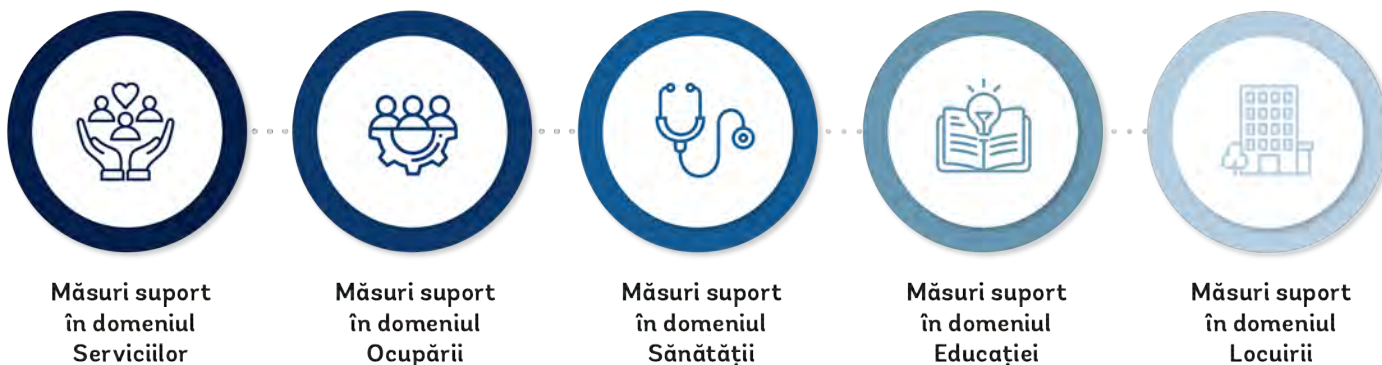 Măsuri suport
în domeniul
Serviciilor
Măsuri suport
în domeniul
Ocupării
Măsuri suport
în domeniul
Sănătății
Măsuri suport
în domeniul
Educației
Măsuri suport
în domeniul
Locuirii